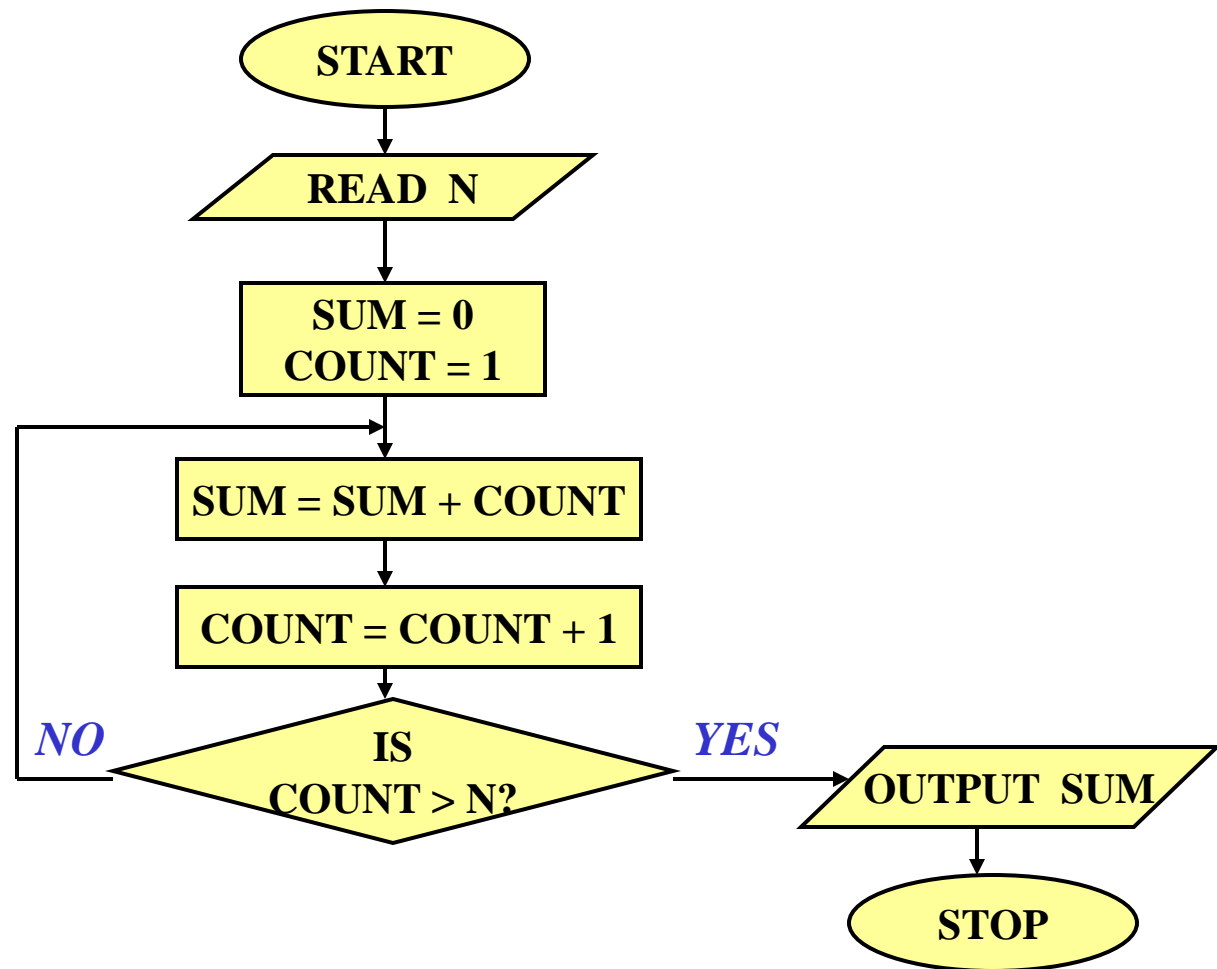 START
READ N
SUM = 0
COUNT = 1
SUM = SUM + COUNT
COUNT = COUNT + 1
IS
COUNT > N?
NO
YES
OUTPUT SUM
STOP